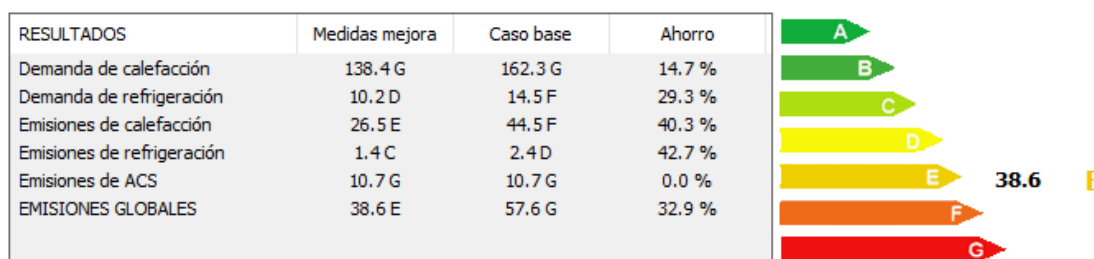 RESULTADOS Medidas mejora Caso base Ahorro
Demanda de calefacción 138.4 G 162.3 G 14.7 %
Demanda de refrigeración 10.2 D 14.5 F 29.3 %
Emisiones de calefacción 26.5 E 44.5 F 40.3 %
Emisiones de refrigeración 1.4 C 2.4 D 42.7 %
Emisiones de ACS 10.7 G 10.7 G 0.0 %
EMISIONES GLOBALES 38.6 E 57.6 G 32.9 %
A
B
C
D
E 38.6
F
G